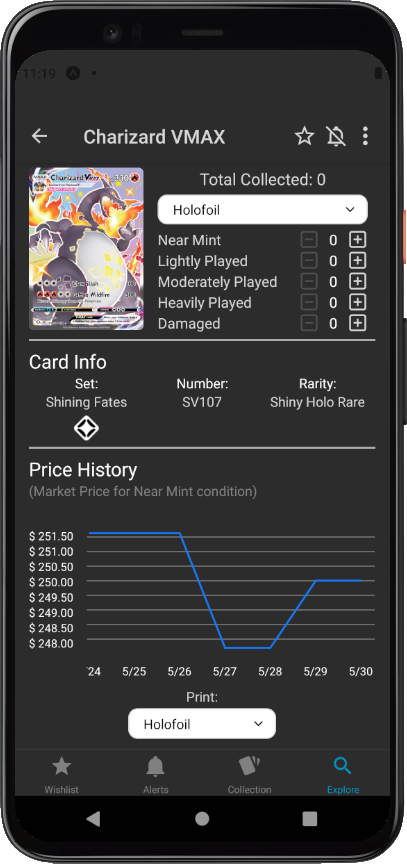 11:19
Charizard VMAX
Total Collected: 0
Charizard VMAX
330
Holofoil
Near Mint 0
Lightly Played 0
Moderately Played 0
Heavily Played 0
Damaged 0
Card Info
Set: Number: Rarity:
Shining Fates SV107 Shiny Holo Rare
Price History
(Market Price for Near Mint condition)
$ 251.50
$ 251.00
$ 250.50
$ 250.00
$ 249.50
$ 249.00
$ 248.50
$ 248.00
'24 5/25 5/26 5/27 5/28 5/29 5/30
Print:
Holofoil
Wishlist Alerts Collection Explore